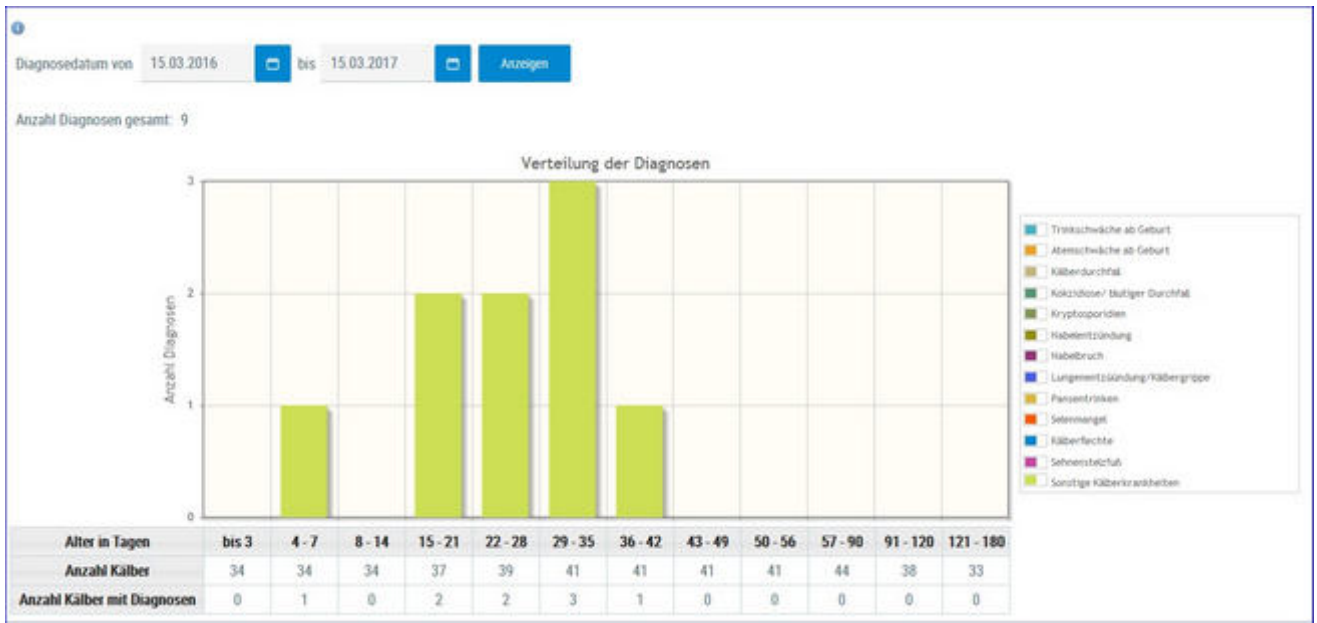 Diagnosedatum von 15.03.2016 bis 15.03.2017 Anzeigen
Anzahl Diagnosen gesamt: 9
Verteilung der Diagnosen
Anzahl Diagnosen
3
2
1
0
Trinkschwäche ab Geburt
Atemschwäche ab Geburt
Kälberdurchfall
Kokzidiose/ blutiger Durchfall
Kryptosporidien
Nabelentzündung
Nabelbruch
Lungenentzüundung/Kälbergrippe
Pansentrinken
Selenmangel
Kälberflechte
Sehnenstelzfuß
Sonstige Kälberkrankheiten
Alter in Tagen bis 3 4 - 7 8 - 14 15 - 21 22 - 28 29 - 35 36 - 42 43 - 49 50 - 56 57 - 90 91 - 120 121 - 180
Anzahl Kälber 34 34 34 37 39 41 41 41 41 44 38 33
Anzahl Kälber mit Diagnosen 0 1 0 2 2 3 1 0 0 0 0 0